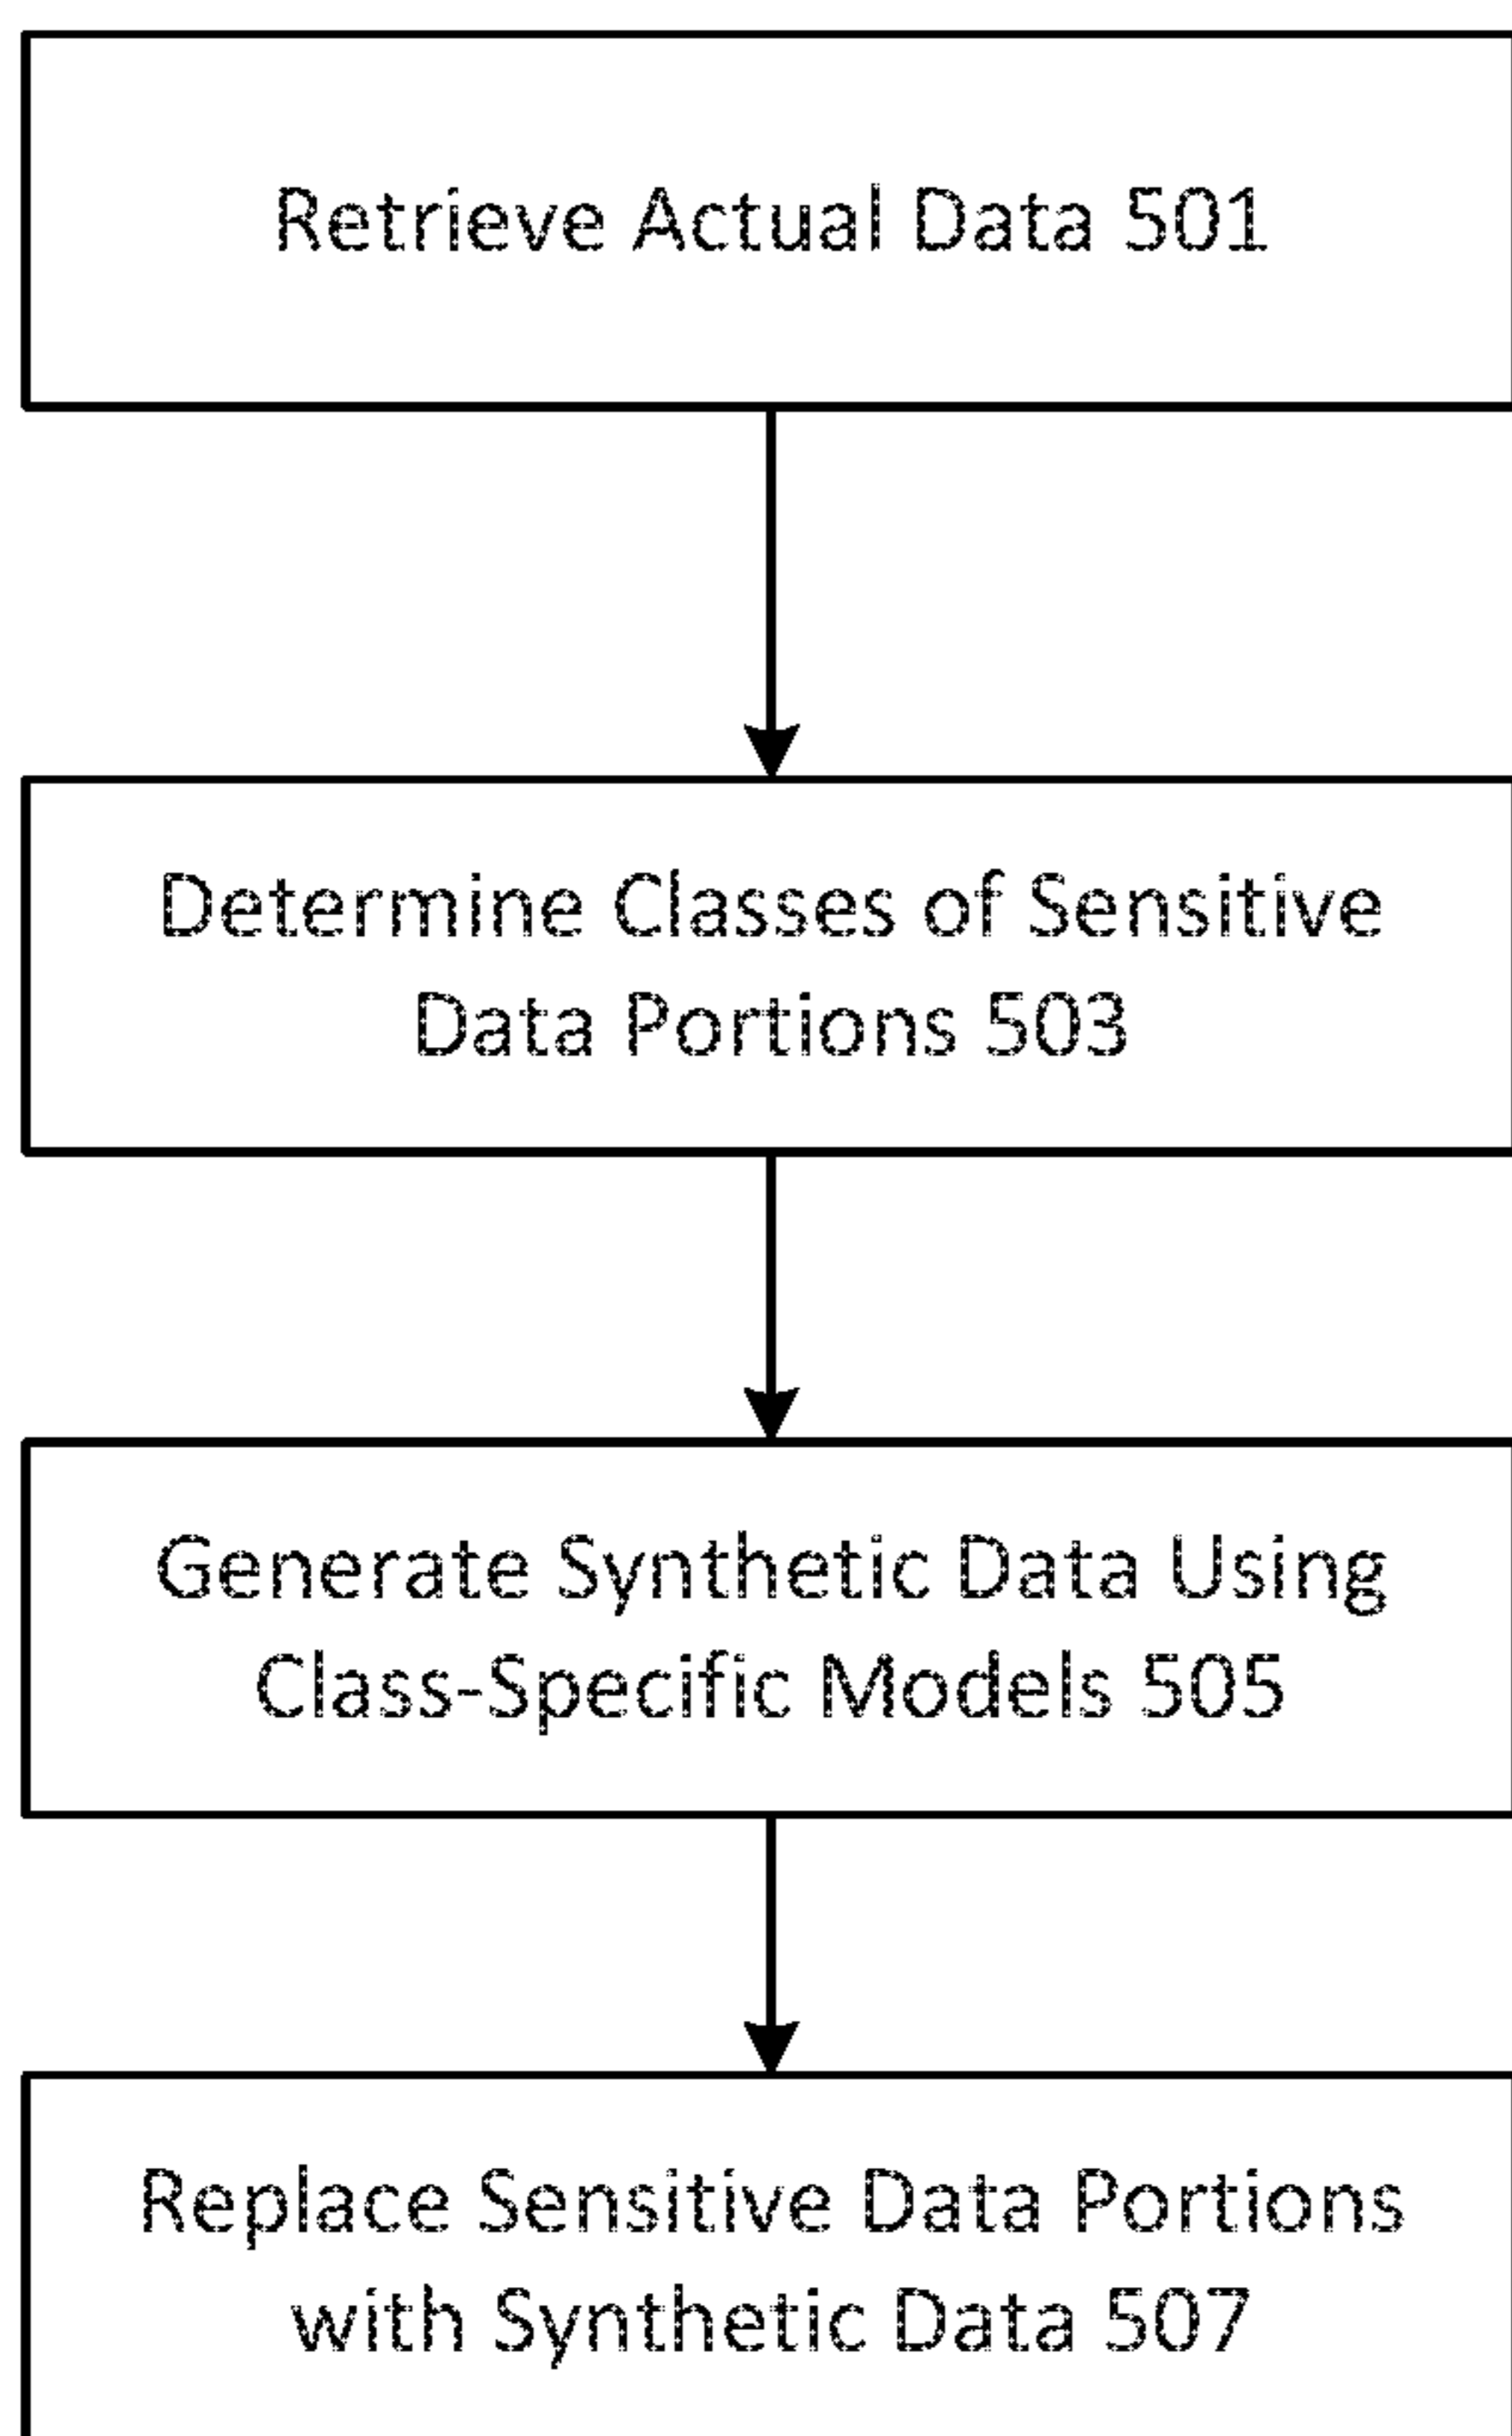 Retrieve Actual Data 501
Determine Classes of Sensitive
Data Portions 503
Generate Synthetic Data Using
Class-Specific Models 505
Replace Sensitive Data Portions
with Synthetic Data 507